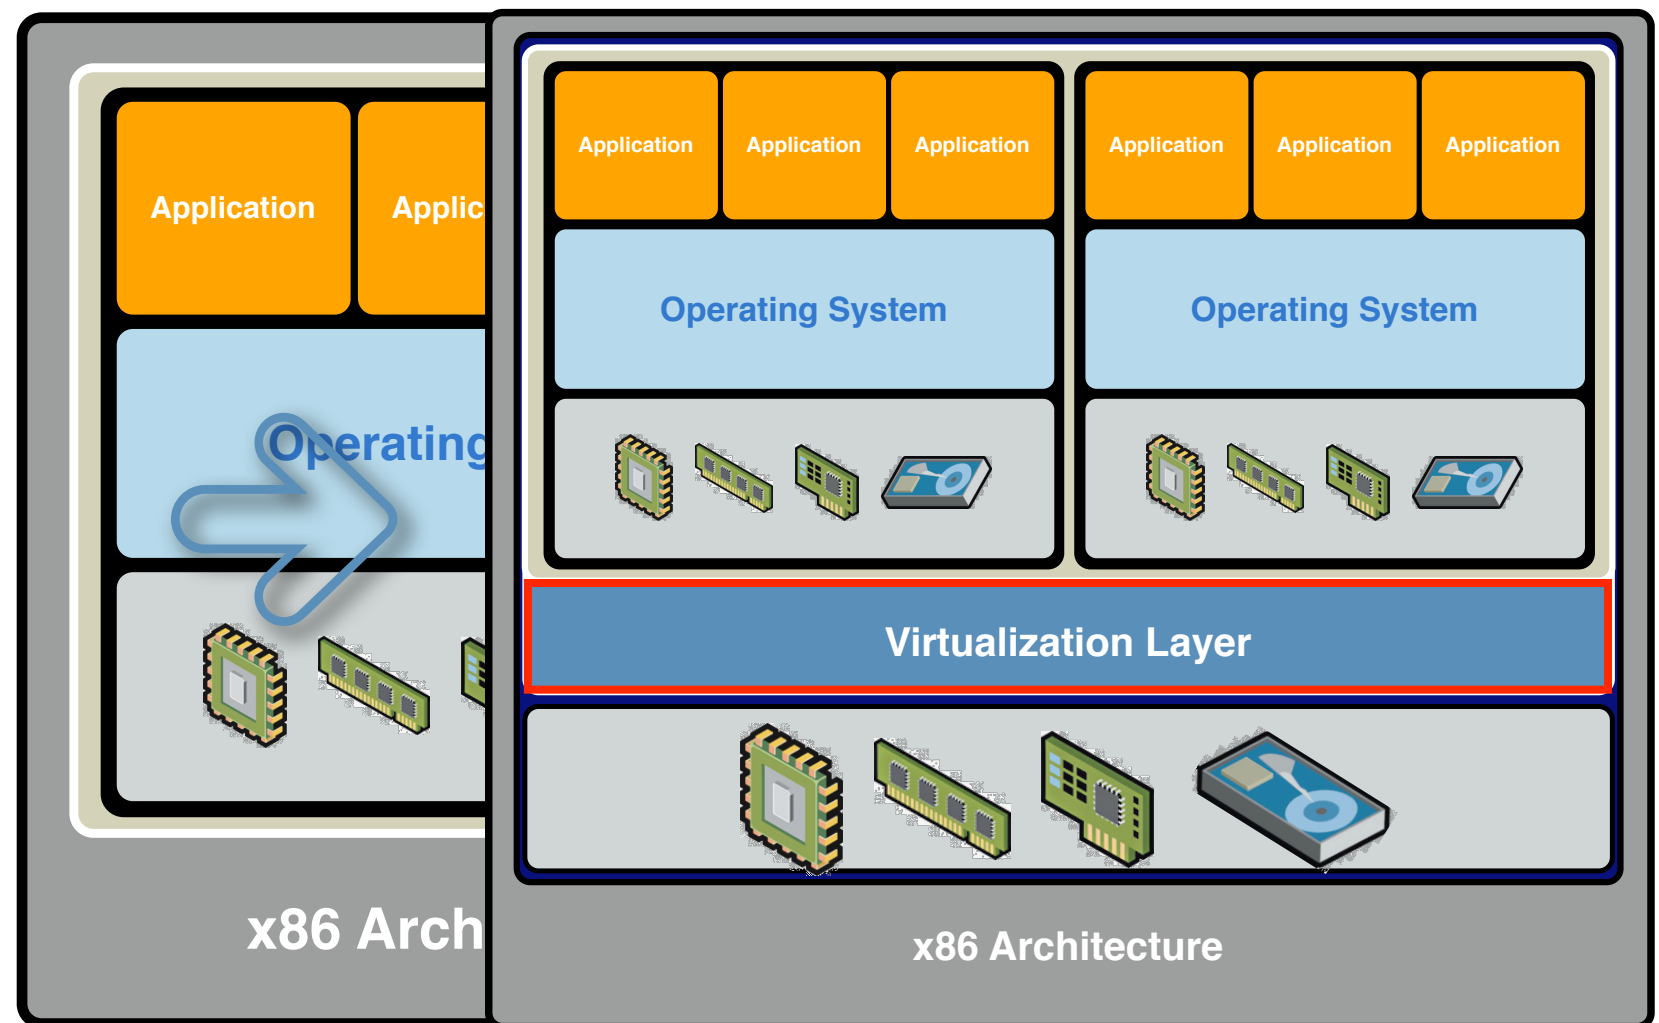 Application
Applic
Operating
x86 Arch
Application Application Application
Application Application Application
Operating System
Operating System
Virtualization Layer
x86 Architecture